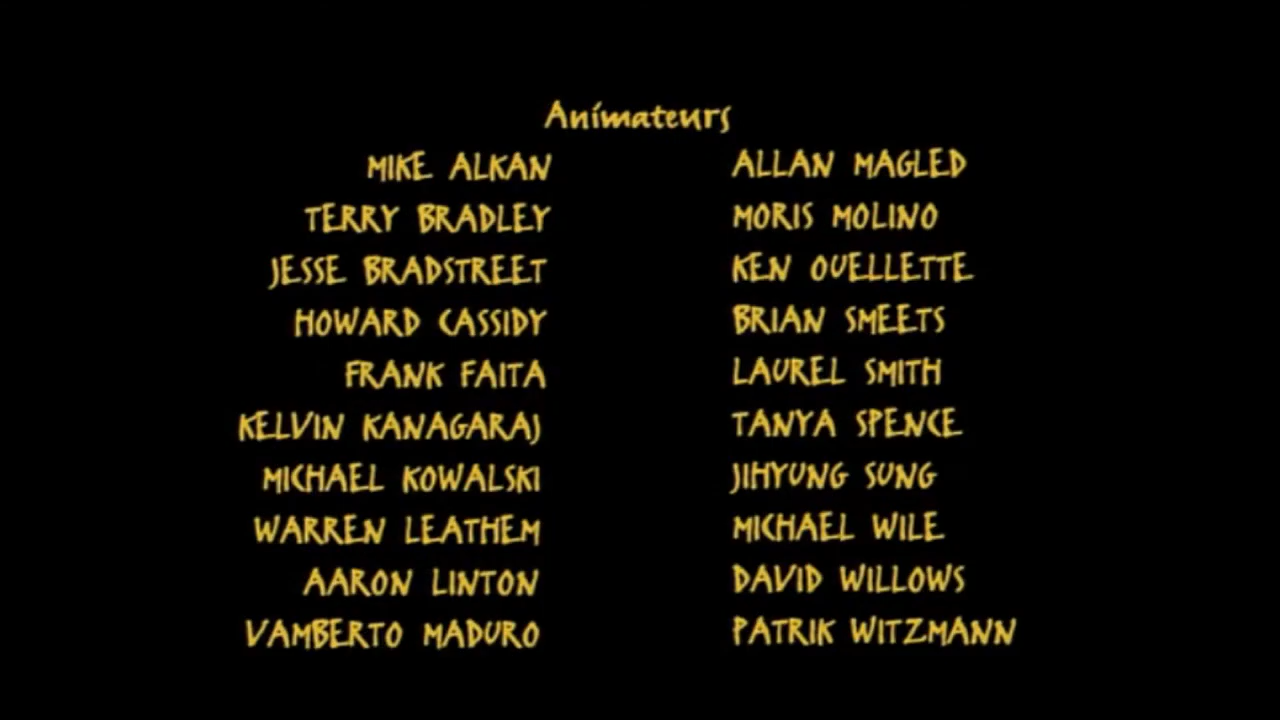 Animateurs
MIKE ALKAN
TERRY BRADLEY
JESSE BRADSTREET
HOWARD CASSIDY
FRANK FAITA
KELVIN KANAGARAJ
MICHAEL KOWALSKI
WARREN LEATHEM
AARON LINTON
VAMBERTO MADURO
ALLAN MAGLED
MORIS MOLINO
KEN OUELLETTE
BRIAN SMEETS
LAUREL SMITH
TANYA SPENCE
JIHYUNG SUNG
MICHAEL WILE
DAVID WILLOWS
PATRIK WITZMANN